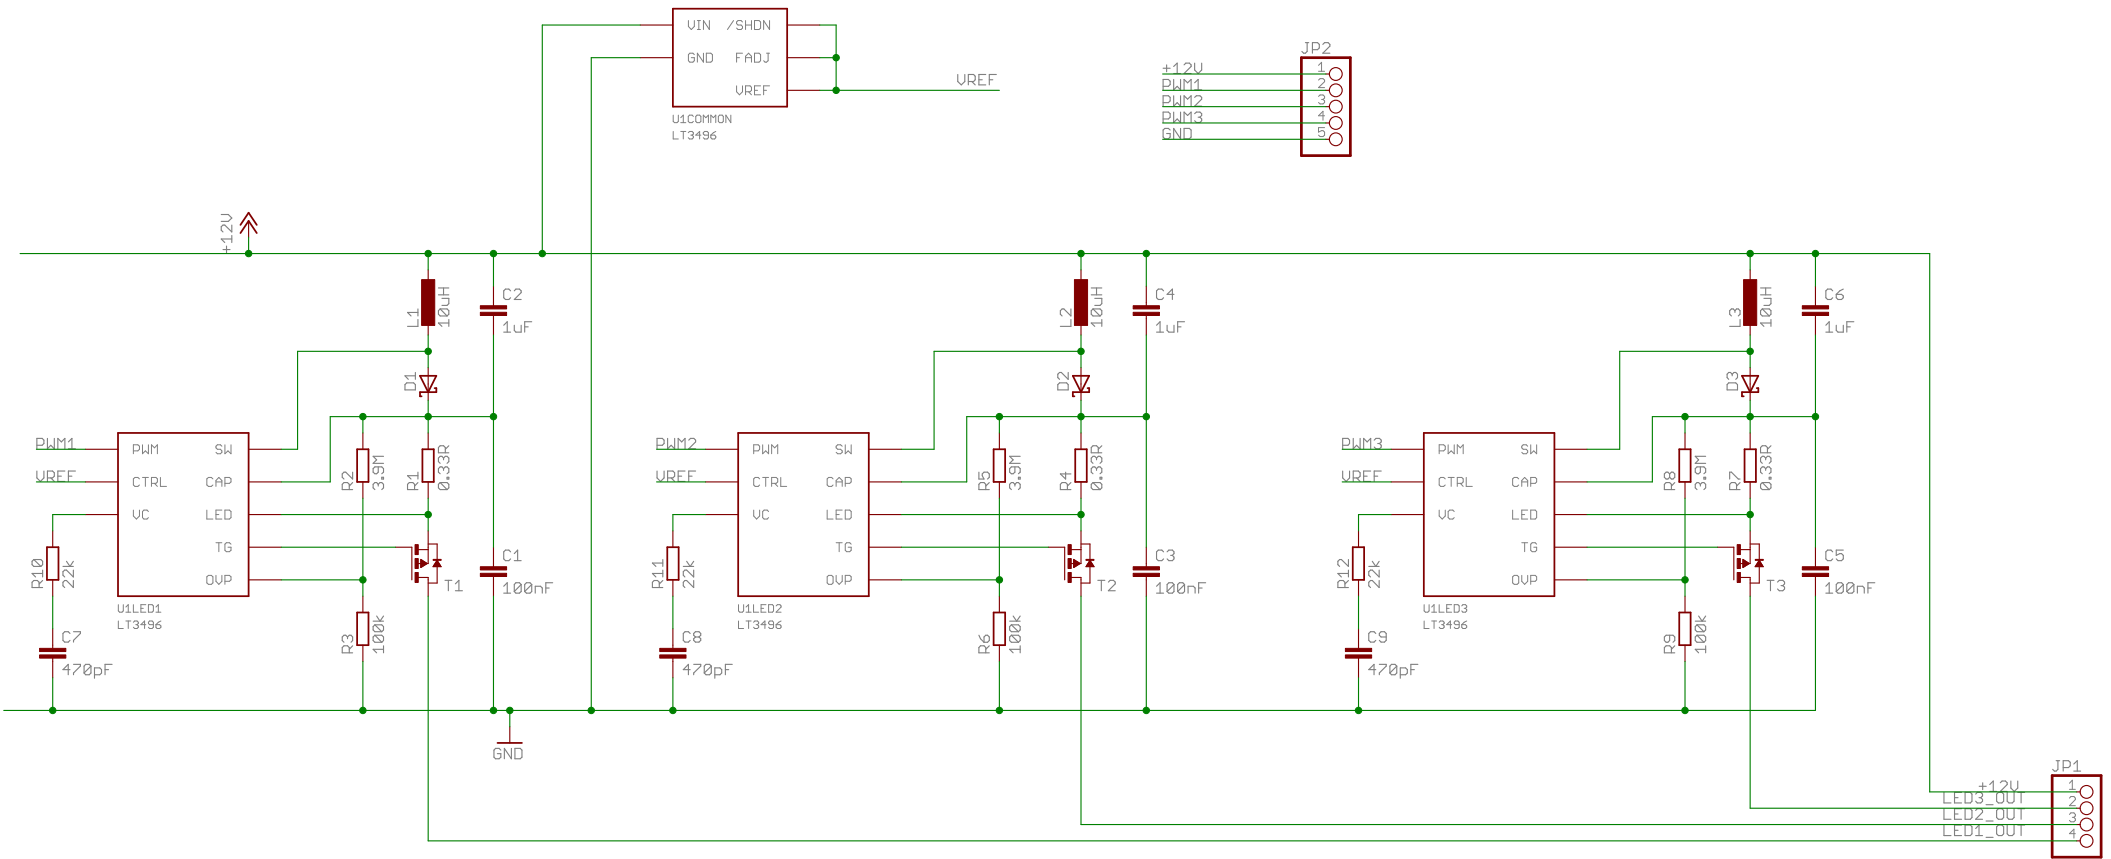 VIN /SHDN
GND FADJ
VREF
U1COMMON
LT3496
VREF
JP2
+12V 1
PWM1 2
PWM2 3
PWM3 4
GND 5
+12V
L1 10uH
C2
1uF
L2 10uH
C4
1uF
L3 10uH
C6
1uF
D1
D2
D3
PWM1
VREF
PWM SW
CTRL CAP
VC LED
TG
OVP
U1LED1
LT3496
R2 3.9M
R1 0.33R
R10 22k
T1
C1
100nF
C7
470pF
R3 100k
PWM2
VREF
PWM SW
CTRL CAP
VC LED
TG
OVP
U1LED2
LT3496
R5 3.9M
R4 0.33R
R11 22k
T2
C3
100nF
C8
470pF
R6 100k
PWM3
VREF
PWM SW
CTRL CAP
VC LED
TG
OVP
U1LED3
LT3496
R8 3.9M
R7 0.33R
R12 22k
T3
C5
100nF
C9
470pF
R9 100k
GND
JP1
+12V 1
LED3_OUT 2
LED2_OUT 3
LED1_OUT 4